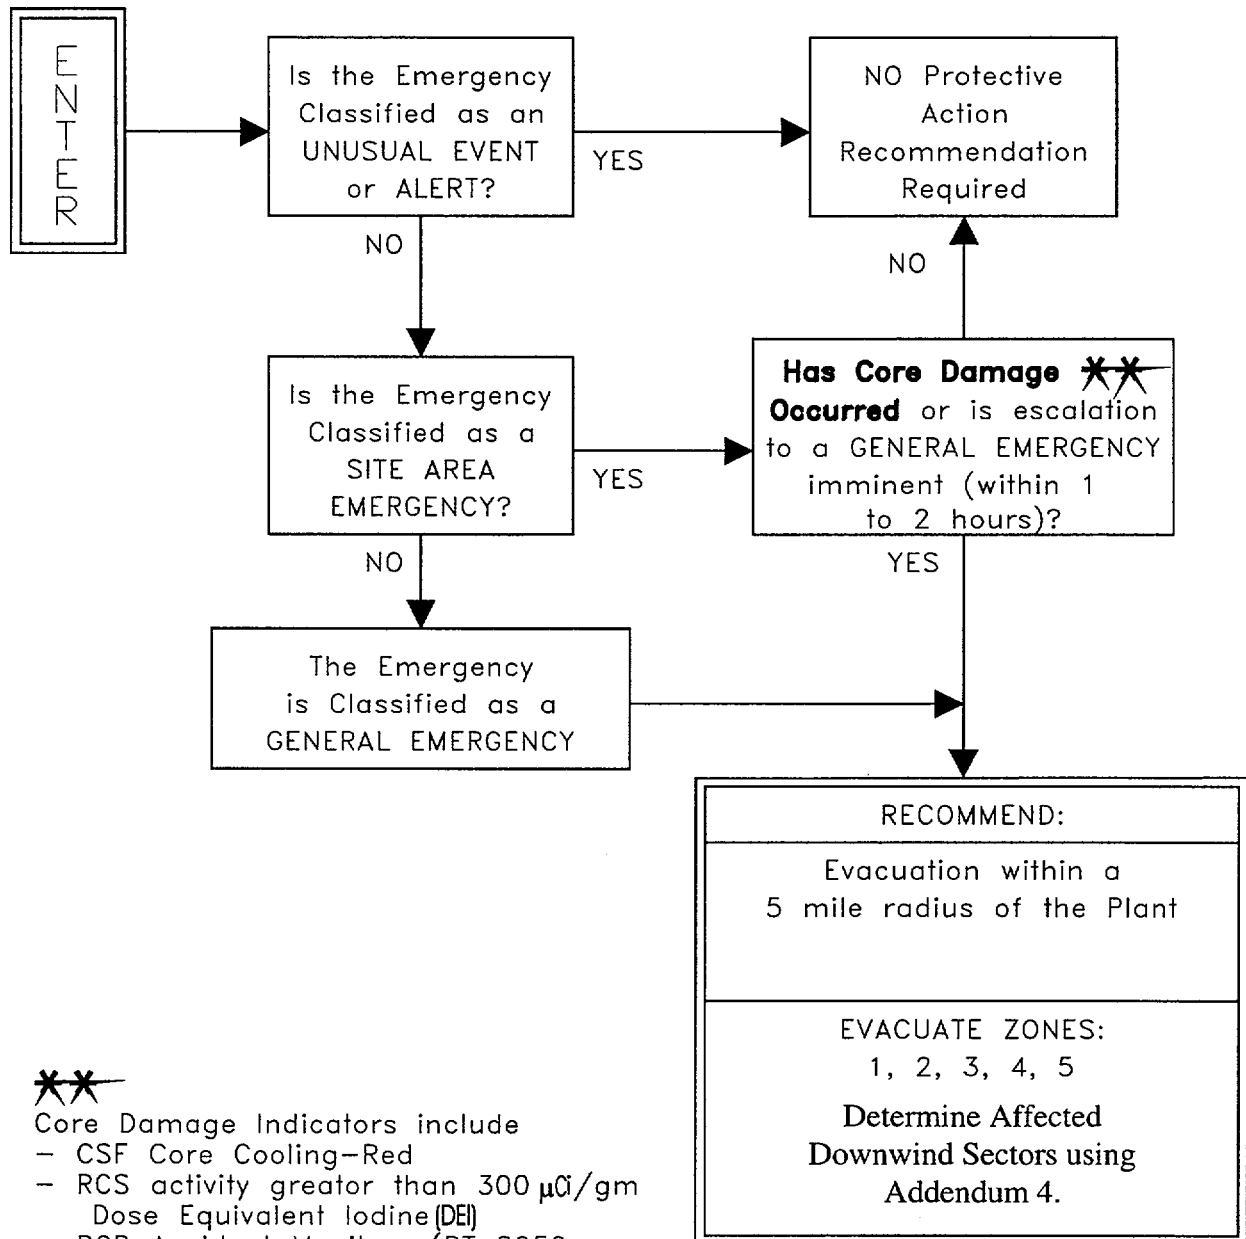 ENTER
Is the Emergency
Classified as an
UNUSUAL EVENT
or ALERT?
YES
NO Protective
Action
Recommendation
Required
NO
NO
Is the Emergency
Classified as a
SITE AREA
EMERGENCY?
YES
Has Core Damage **
Occurred or is escalation
to a GENERAL EMERGENCY
imminent (within 1
to 2 hours)?
NO
YES
The Emergency
is Classified as a
GENERAL EMERGENCY
RECOMMEND:
Evacuation within a
5 mile radius of the Plant
EVACUATE ZONES:
1, 2, 3, 4, 5
Determine Affected
Downwind Sectors using
Addendum 4.
**
Core Damage Indicators include
- CSF Core Cooling-Red
- RCS activity greater than 300 μCi/gm
Dose Equivalent Iodine (DEI)